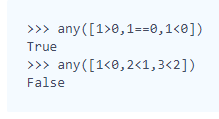 >>> any([1>0,1==0,1<0])
True
>>> any([1<0,2<1,3<2])
False